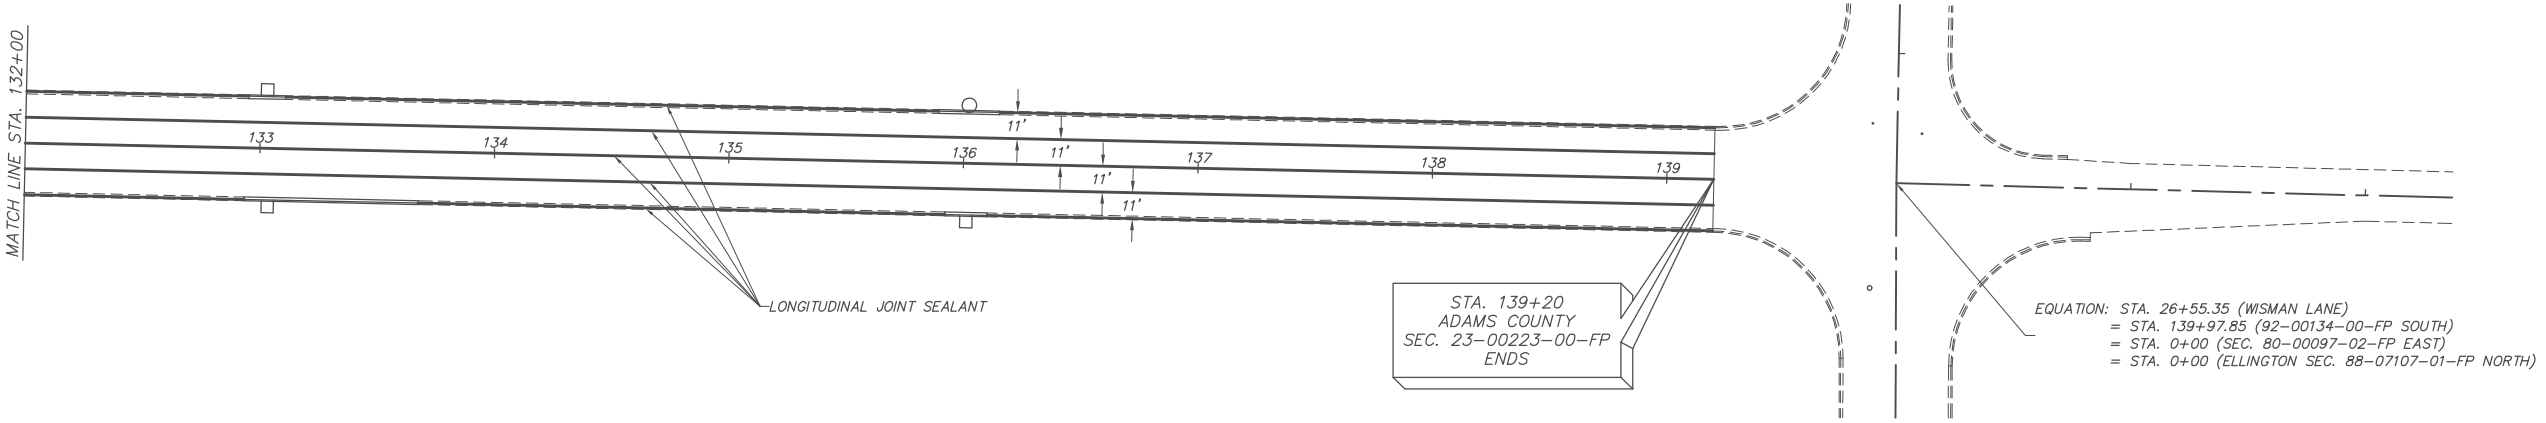 MATCH LINE STA. 132+00
133
134
135
136
137
138
139
11'
11'
11'
11'
LONGITUDINAL JOINT SEALANT
STA. 139+20
ADAMS COUNTY
SEC. 23-00223-00-FP
ENDS
EQUATION: STA. 26+55.35 (WISMAN LANE)
= STA. 139+97.85 (92-00134-00-FP SOUTH)
= STA. 0+00 (SEC. 80-00097-02-FP EAST)
= STA. 0+00 (ELLINGTON SEC. 88-07107-01-FP NORTH)